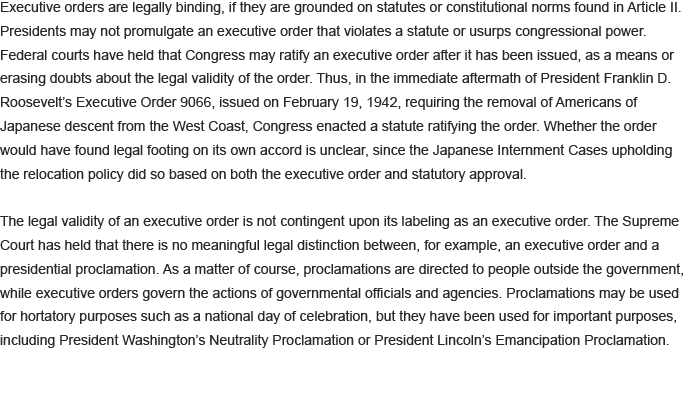 Executive orders are legally binding, if they are grounded on statutes or constitutional norms found in Article II.
Presidents may not promulgate an executive order that violates a statute or usurps congressional power.
Federal courts have held that Congress may ratify an executive order after it has been issued, as a means or
erasing doubts about the legal validity of the order. Thus, in the immediate aftermath of President Franklin D.
Roosevelt’s Executive Order 9066, issued on February 19, 1942, requiring the removal of Americans of
Japanese descent from the West Coast, Congress enacted a statute ratifying the order. Whether the order
would have found legal footing on its own accord is unclear, since the Japanese Internment Cases upholding
the relocation policy did so based on both the executive order and statutory approval.
The legal validity of an executive order is not contingent upon its labeling as an executive order. The Supreme
Court has held that there is no meaningful legal distinction between, for example, an executive order and a
presidential proclamation. As a matter of course, proclamations are directed to people outside the government,
while executive orders govern the actions of governmental officials and agencies. Proclamations may be used
for hortatory purposes such as a national day of celebration, but they have been used for important purposes,
including President Washington’s Neutrality Proclamation or President Lincoln’s Emancipation Proclamation.